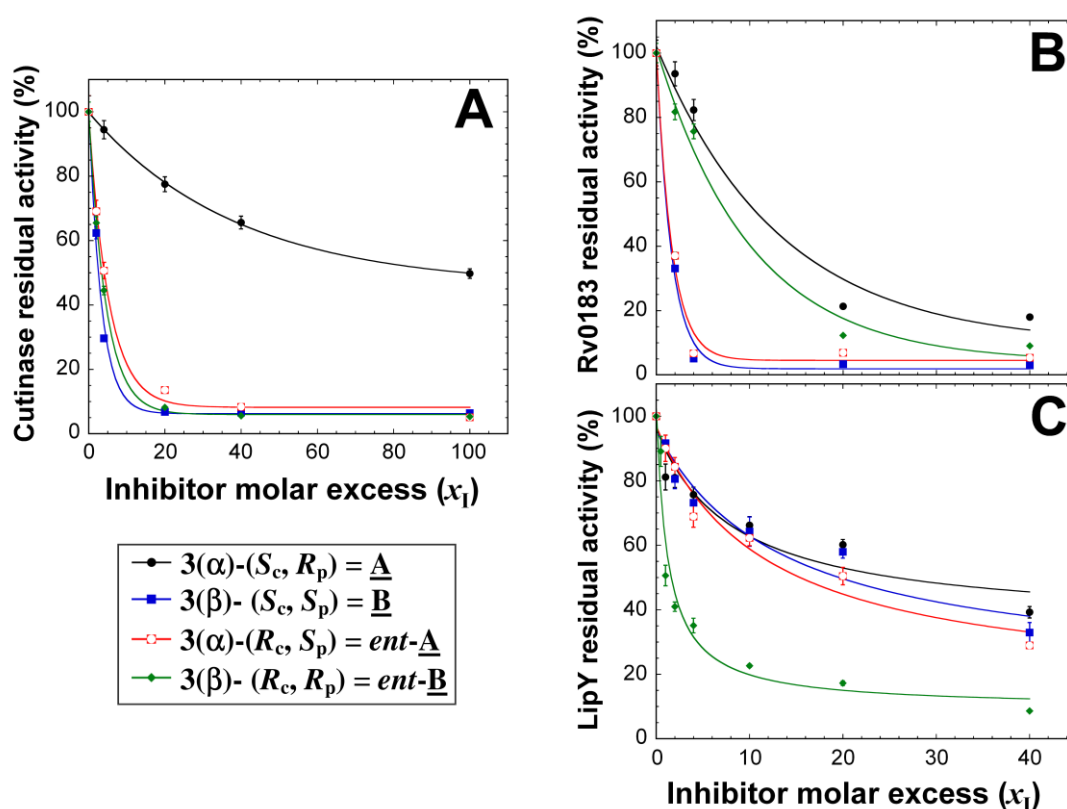 A
Cutinase residual activity (%)
100
80
60
40
20
0
0 20 40 60 80 100
Inhibitor molar excess (xI)
3(α)-(Sc, Rp) = A
3(β)- (Sc, Sp) = B
3(α)-(Rc, Sp) = ent-A
3(β)- (Rc, Rp) = ent-B
B
Rv0183 residual activity (%)
100
80
60
40
20
0
C
LipY residual activity (%)
100
80
60
40
20
0
0 10 20 30 40
Inhibitor molar excess (xI)